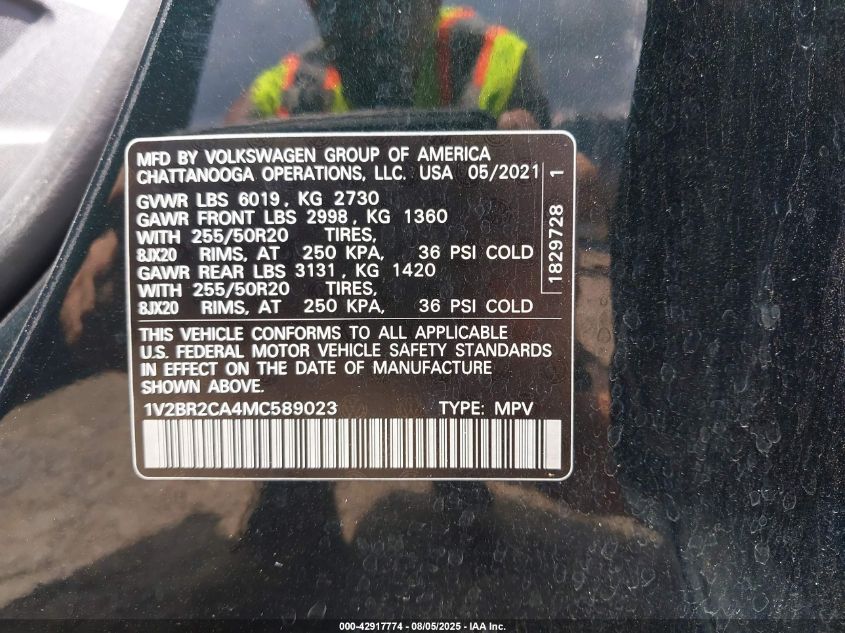 MFD BY VOLKSWAGEN GROUP OF AMERICA
CHATTANOOGA OPERATIONS, LLC. USA 05/2021
GVWR LBS 6019, KG 2730
GAWR FRONT LBS 2998, KG 1360
WITH 255/50R20 TIRES,
8JX20 RIMS, AT 250 KPA, 36 PSI COLD
GAWR REAR LBS 3131, KG 1420
WITH 255/50R20 TIRES,
8JX20 RIMS, AT 250 KPA, 36 PSI COLD
1829728 1
THIS VEHICLE CONFORMS TO ALL APPLICABLE
U.S. FEDERAL MOTOR VEHICLE SAFETY STANDARDS
IN EFFECT ON THE DATE OF MANUFACTURE
SHOWN ABOVE.
1V2BR2CA4MC589023 TYPE: MPV
000-42917774 - 08/05/2025 - IAA Inc.